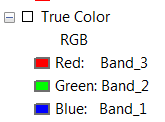 True Color
RGB
Red: Band_3
Green: Band_2
Blue: Band_1